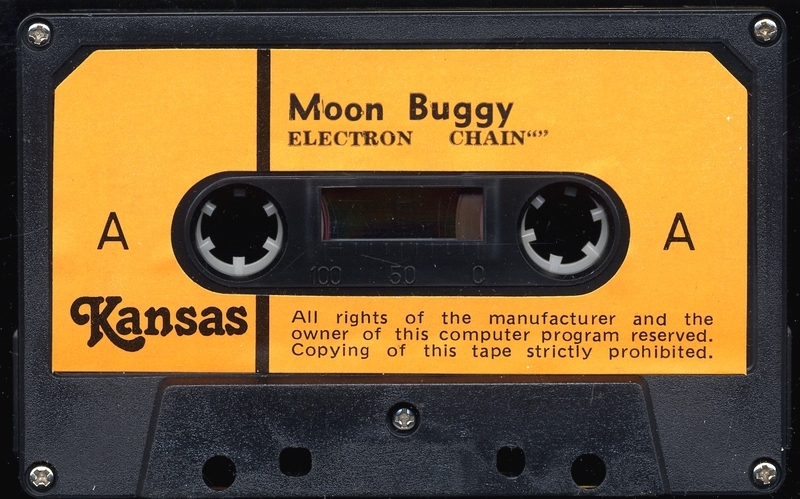 Moon Buggy
ELECTRON CHAIN“”
A A
100 50 0
Kansas
All rights of the manufacturer and the
owner of this computer program reserved.
Copying of this tape strictly prohibited.